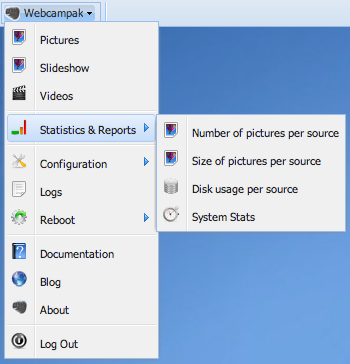 Webcampak
Pictures
Slideshow
Videos
Statistics & Reports
Number of pictures per source
Size of pictures per source
Disk usage per source
System Stats
Configuration
Logs
Reboot
Documentation
Blog
About
Log Out